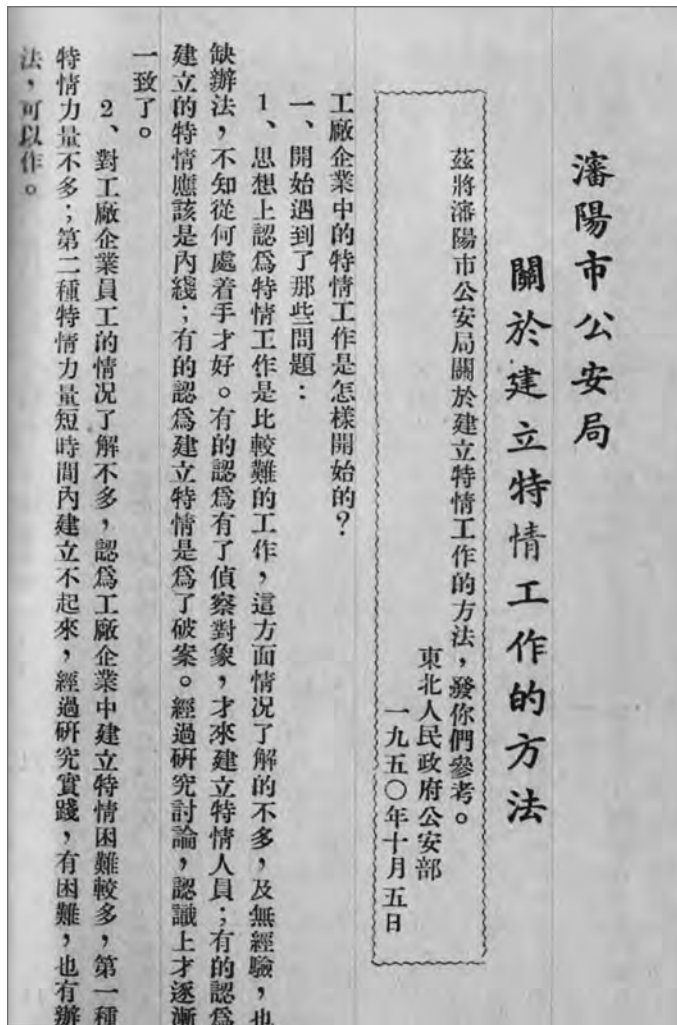 瀋陽市公安局
關於建立特情工作的方法
茲將瀋陽市公安局關於建立特情工作的方法，發你們參考。
東北人民政府公安部
一九五〇年十月五日
工廠企業中的特情工作是怎樣開始的？
一、開始遇到了那些問題：
1、思想上認爲特情工作是比較難的工作，這方面情況了解的不多，及無經驗，也
缺辦法，不知從何處着手才好。有的認爲有了偵察對象，才來建立特情人員；有的認爲
建立的特情應該是內綫；有的認爲建立特情是爲了破案。經過研究討論，認識上才逐漸
一致了。
2、對工廠企業員工的情況了解不多，認爲工廠企業中建立特情困難較多，第一種
特情力量不多；第二種特情力量短時間內建立不起來，經過研究實踐，有困難，也有辦
法，可以作。